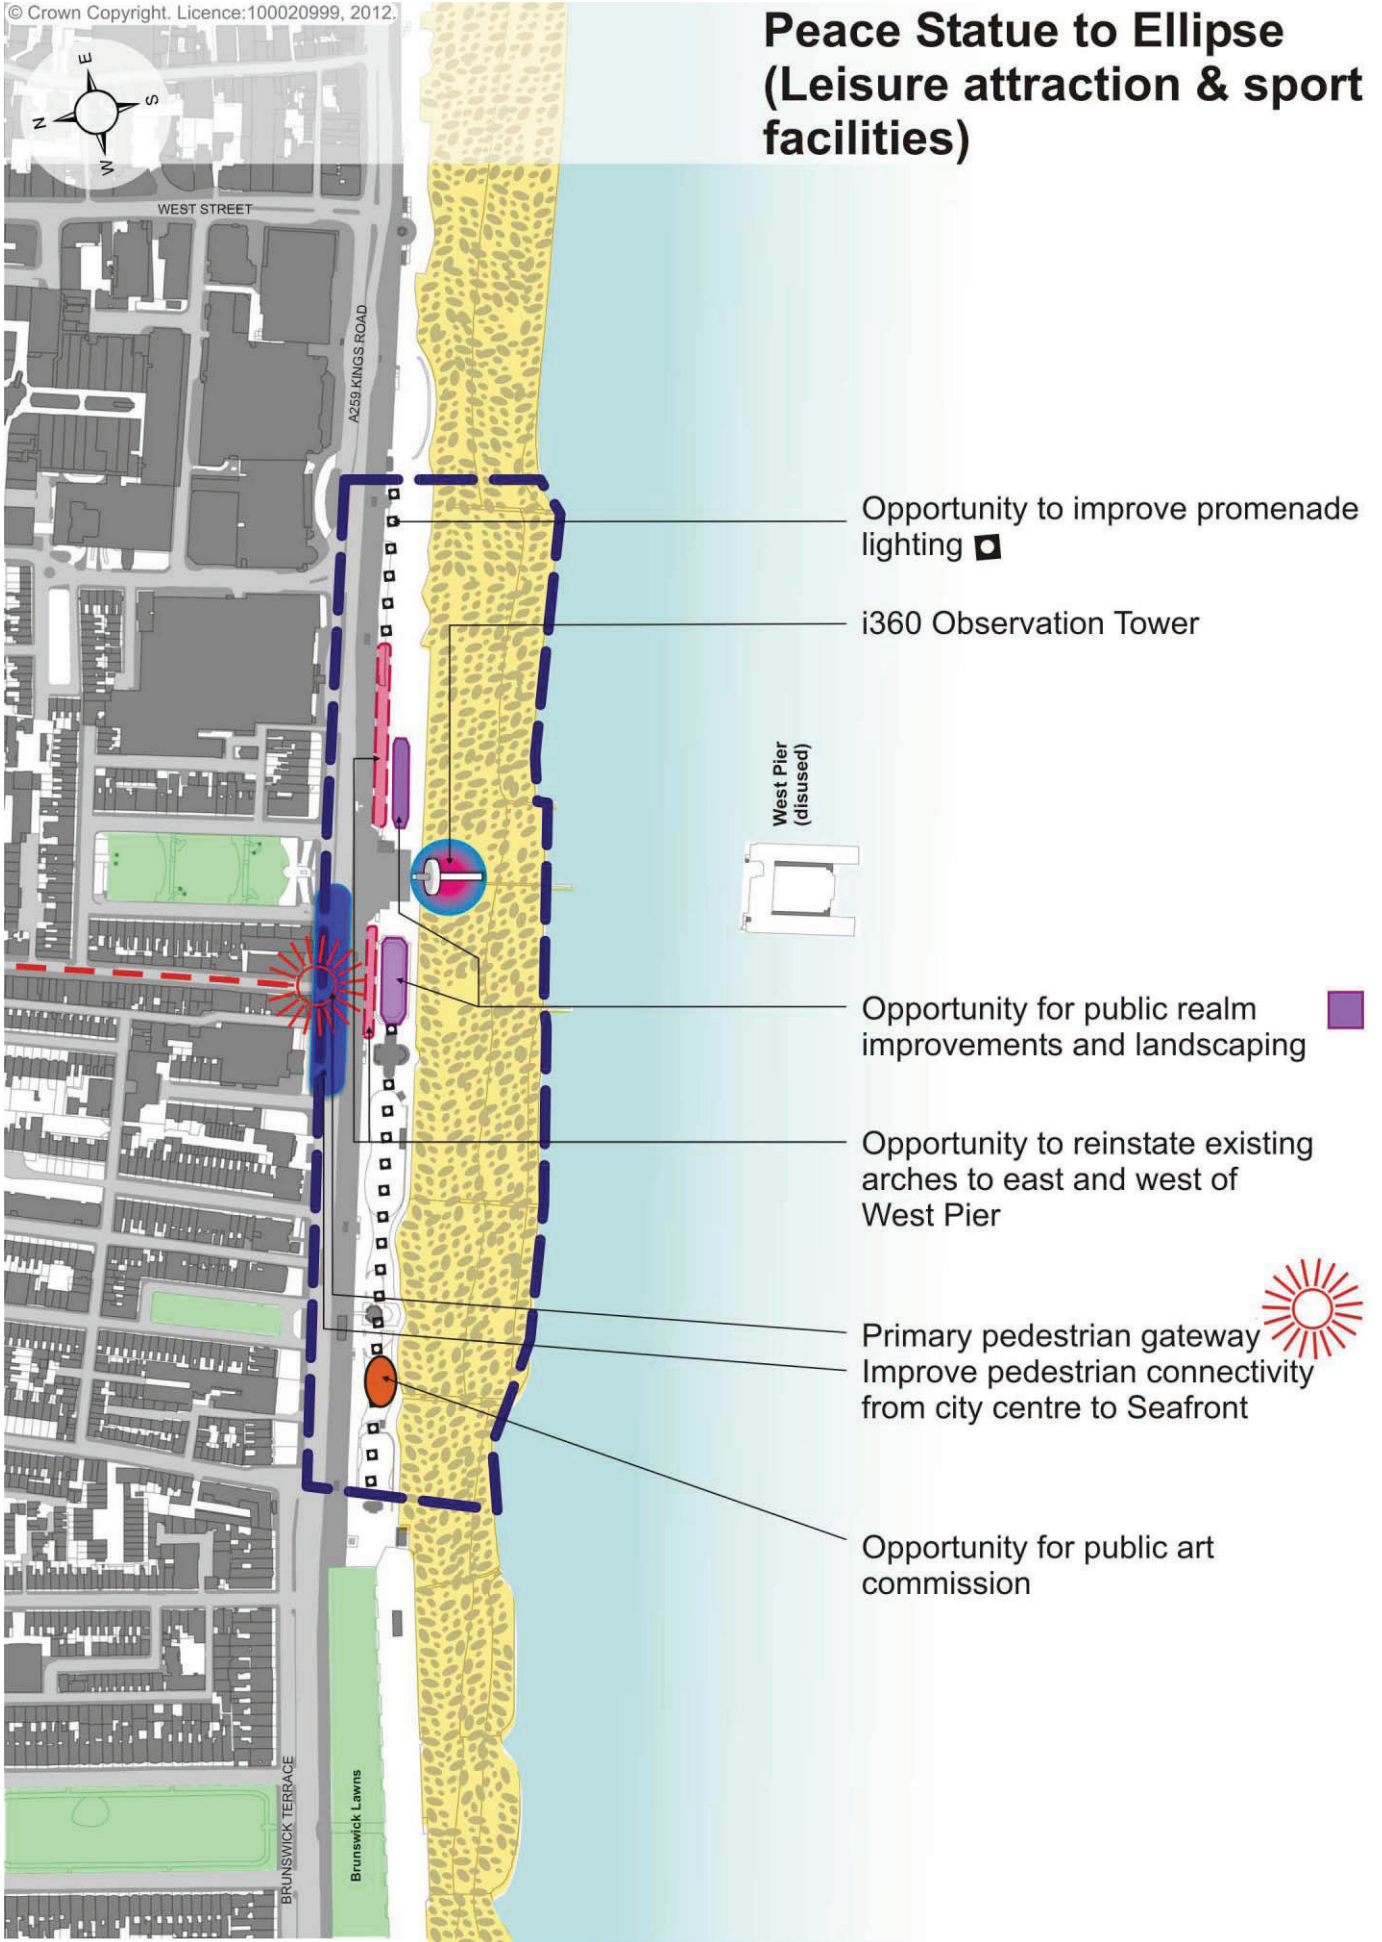 © Crown Copyright. Licence:100020999, 2012.
Peace Statue to Ellipse
(Leisure attraction & sport
facilities)
E
S
N
W
WEST STREET
A259 KINGS ROAD
Opportunity to improve promenade
lighting
i360 Observation Tower
West Pier
(disused)
Opportunity for public realm
improvements and landscaping
Opportunity to reinstate existing
arches to east and west of
West Pier
Primary pedestrian gateway
Improve pedestrian connectivity
from city centre to Seafront
Opportunity for public art
commission
BRUNSWICK TERRACE
Brunswick Lawns